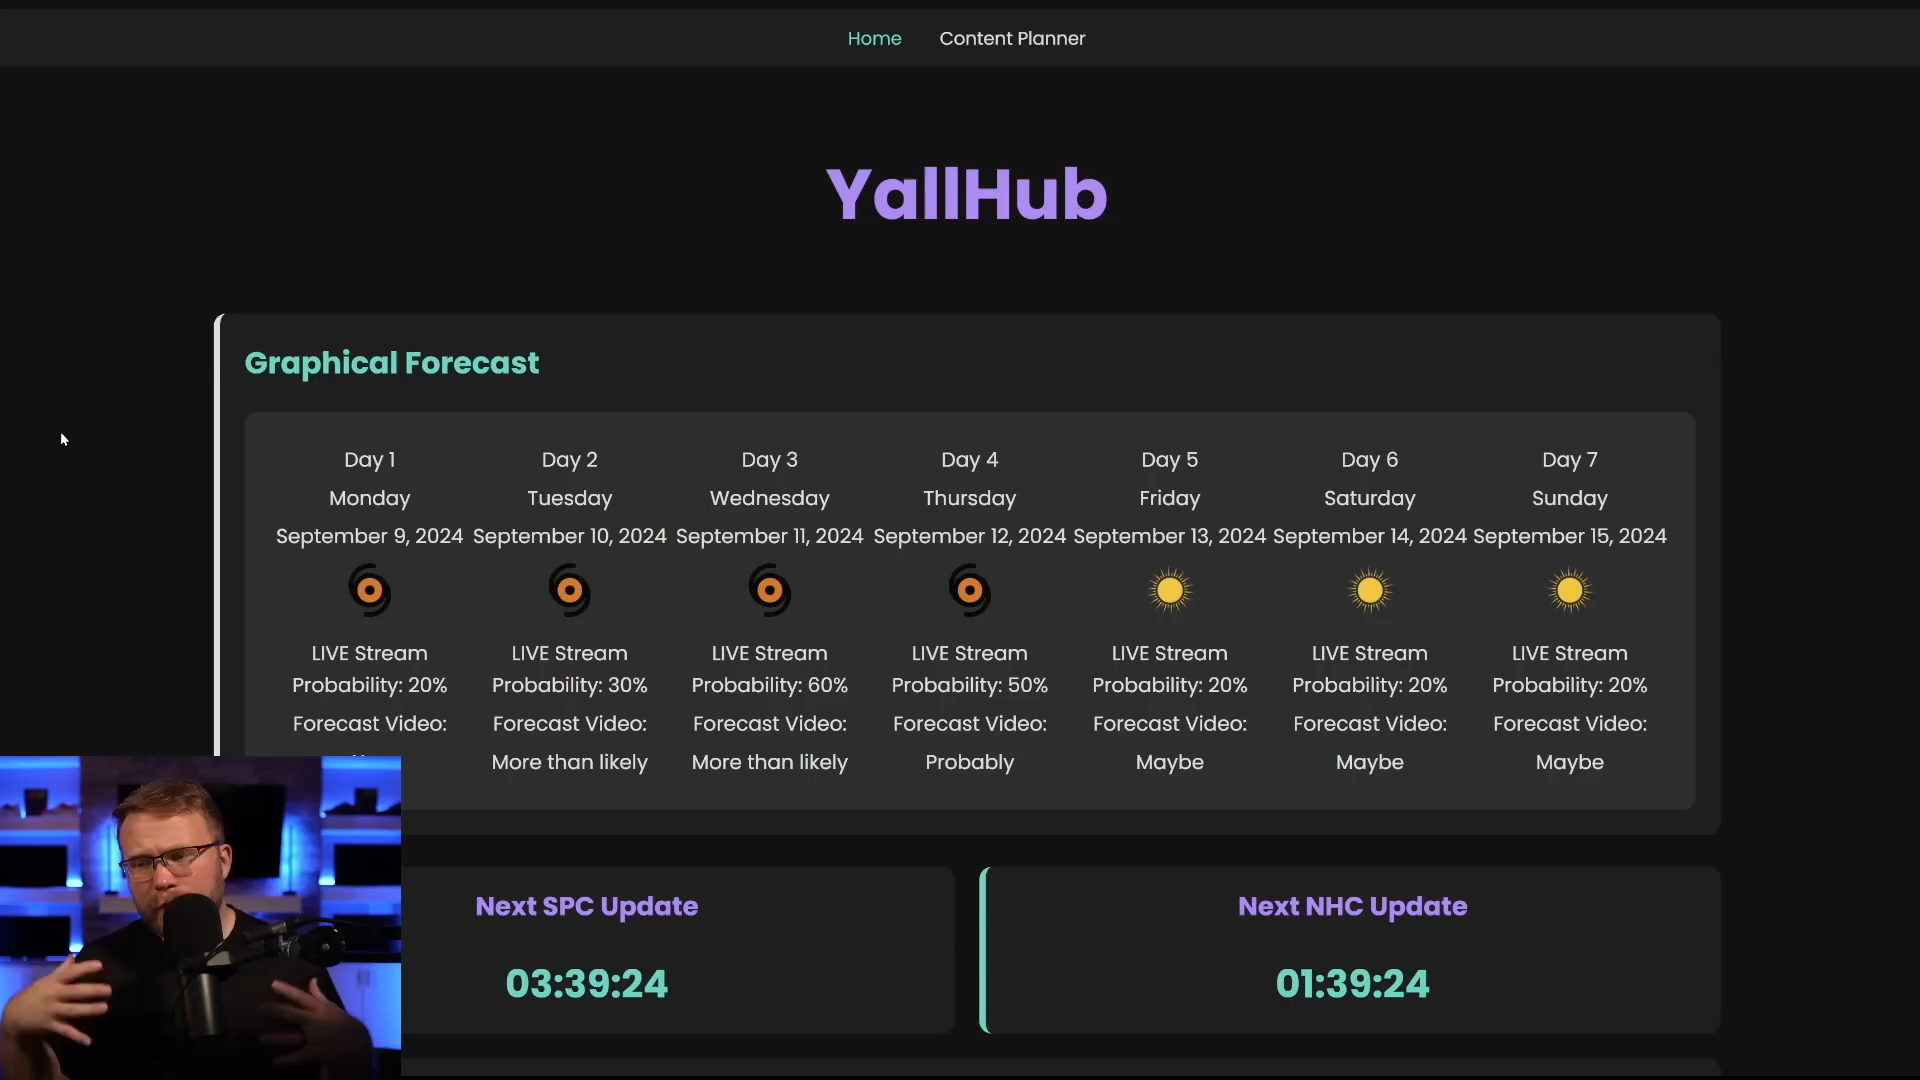 Home Content Planner
YallHub
Graphical Forecast
Day 1 Day 2 Day 3 Day 4 Day 5 Day 6 Day 7
Monday Tuesday Wednesday Thursday Friday Saturday Sunday
September 9, 2024 September 10, 2024 September 11, 2024 September 12, 2024 September 13, 2024 September 14, 2024 September 15, 2024
LIVE Stream LIVE Stream LIVE Stream LIVE Stream LIVE Stream LIVE Stream LIVE Stream
Probability: 20% Probability: 30% Probability: 60% Probability: 50% Probability: 20% Probability: 20% Probability: 20%
Forecast Video: Forecast Video: Forecast Video: Forecast Video: Forecast Video: Forecast Video: Forecast Video:
More than likely More than likely Probably Maybe Maybe Maybe
Next SPC Update Next NHC Update
03:39:24 01:39:24